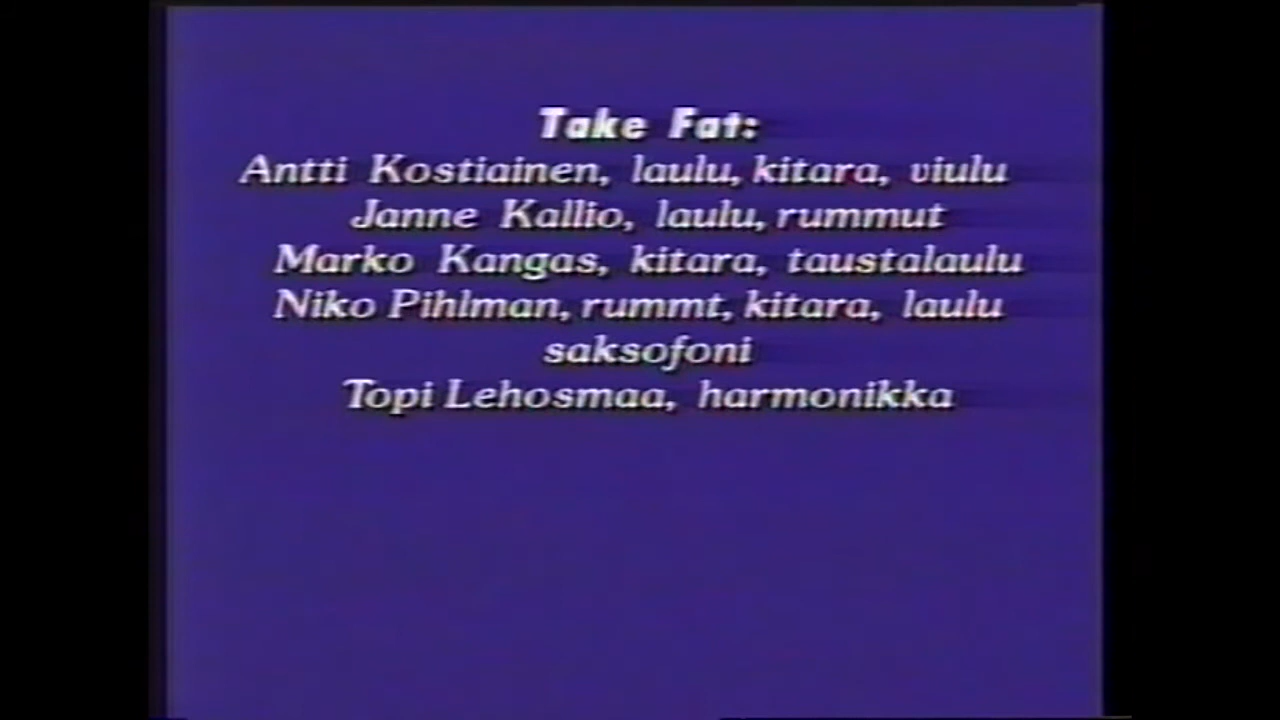 Take Fat:
Antti Kostiainen, laulu, kitara, viulu
Janne Kallio, laulu, rummut
Marko Kangas, kitara, taustalaulu
Niko Pihlman, rummt, kitara, laulu
saksofoni
Topi Lehosmaa, harmonikka